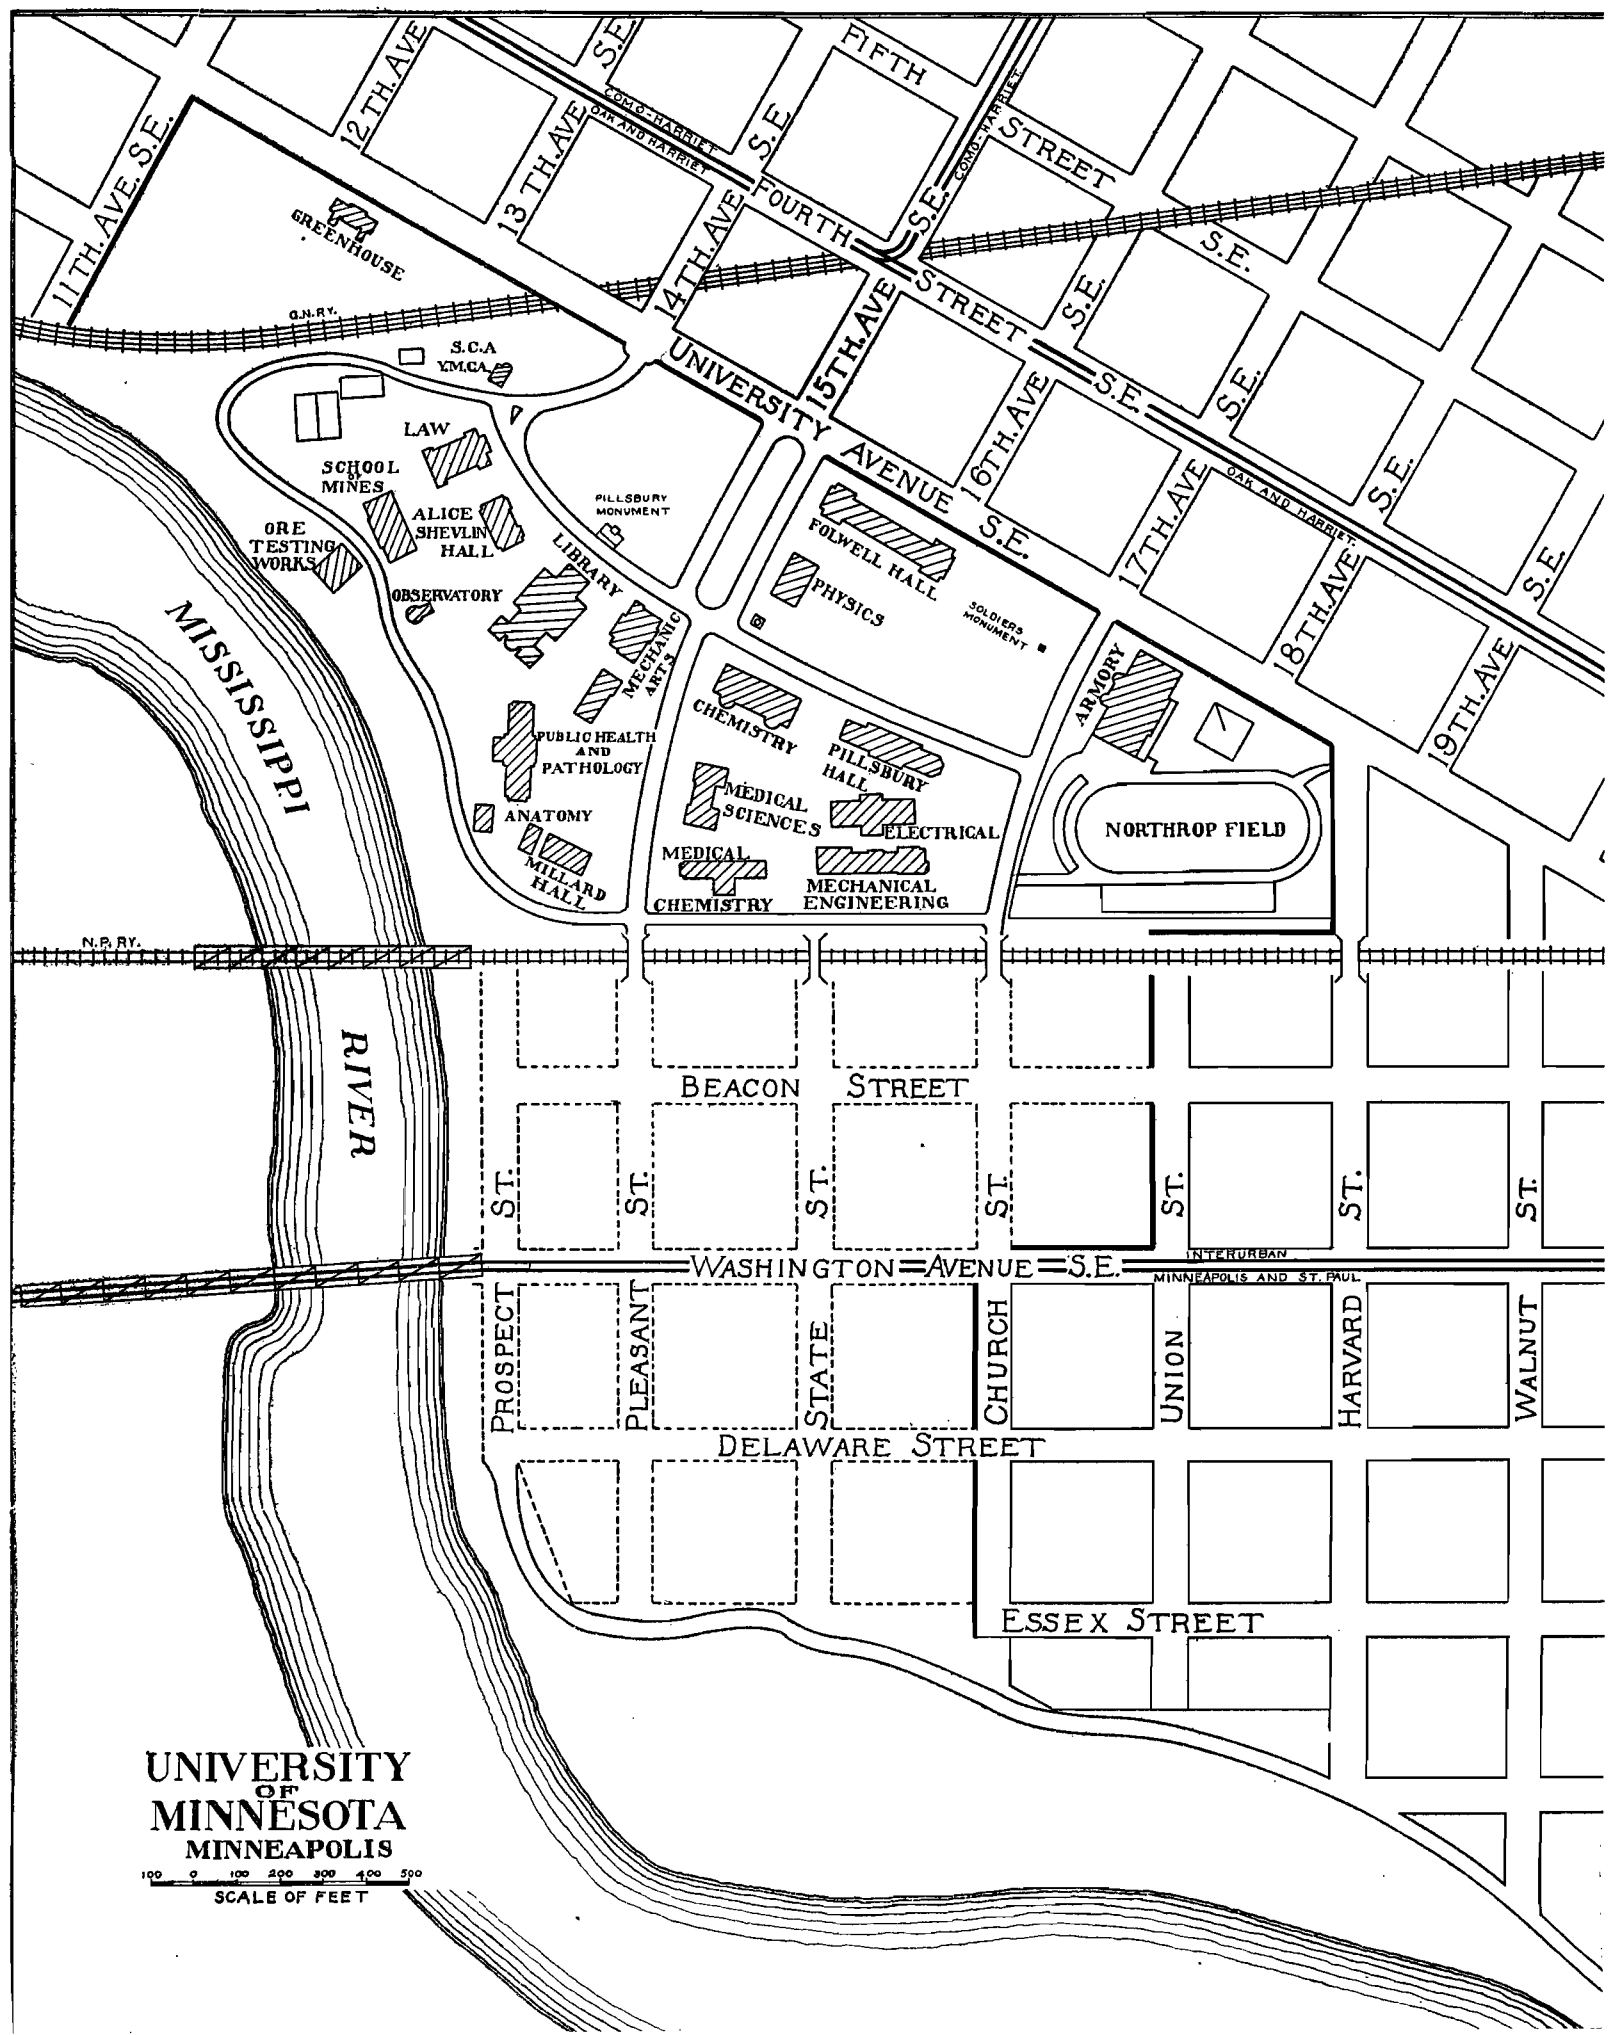 FIFTH
STREET
S.E.
12TH. AVE
S.E.
COMO-HARRIET
OAK AND HARRIET
13 TH. AVE
S.E.
COMO-HARRIET.
11TH. AVE. S.E.
14TH. AVE
FOURTH
STREET
S.E.
S.E.
15TH. AVE
S.E.
GREENHOUSE
G.N.RY.
S.C.A
Y.M.C.A.
UNIVERSITY
AVENUE
S.E.
16TH. AVE
S.E.
17TH. AVE
S.E.
OAK AND HARRIET.
18TH. AVE
S.E
19TH. AVE
LAW
SCHOOL
OF
MINES
ALICE
SHEVLIN
HALL
PILLSBURY
MONUMENT
ORE
TESTING
WORKS
LIBRARY
OBSERVATORY
FOLWELL HALL
PHYSICS
SOLDIERS
MONUMENT
MECHANIC
ARTS
ARMORY
CHEMISTRY
PILLSBURY
HALL
PUBLIC HEALTH
AND
PATHOLOGY
MEDICAL
SCIENCES
ANATOMY
ELECTRICAL
NORTHROP FIELD
MILLARD
HALL
MEDICAL
CHEMISTRY
MECHANICAL
ENGINEERING
MISSISSIPPI
RIVER
N.P. RY.
BEACON STREET
ST.
ST.
ST.
ST.
ST.
ST.
ST.
WASHINGTON AVENUE S.E.
INTERURBAN
MINNEAPOLIS AND ST. PAUL
PROSPECT
PLEASANT
STATE
CHURCH
UNION
HARVARD
WALNUT
DELAWARE STREET
ESSEX STREET
UNIVERSITY
OF
MINNESOTA
MINNEAPOLIS
100 0 100 200 300 400 500
SCALE OF FEET